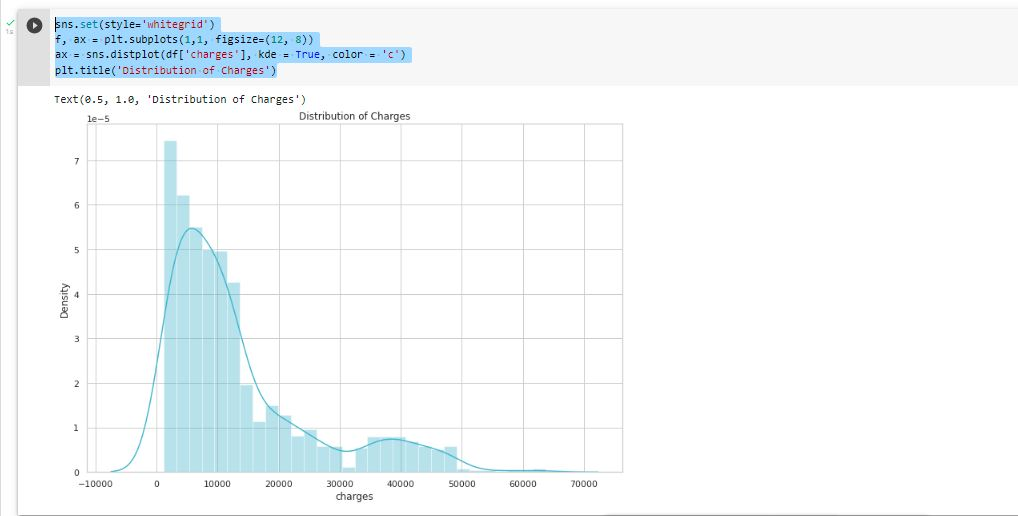 1s
sns.set(style='whitegrid')
f, ax = plt.subplots(1,1, figsize=(12, 8))
ax = sns.distplot(df['charges'], kde = True, color = 'c')
plt.title('Distribution of Charges')
Text(0.5, 1.0, 'Distribution of Charges')
1e−5
Distribution of Charges
7
6
5
4
3
2
1
0
Density
−10000 0 10000 20000 30000 40000 50000 60000 70000
charges